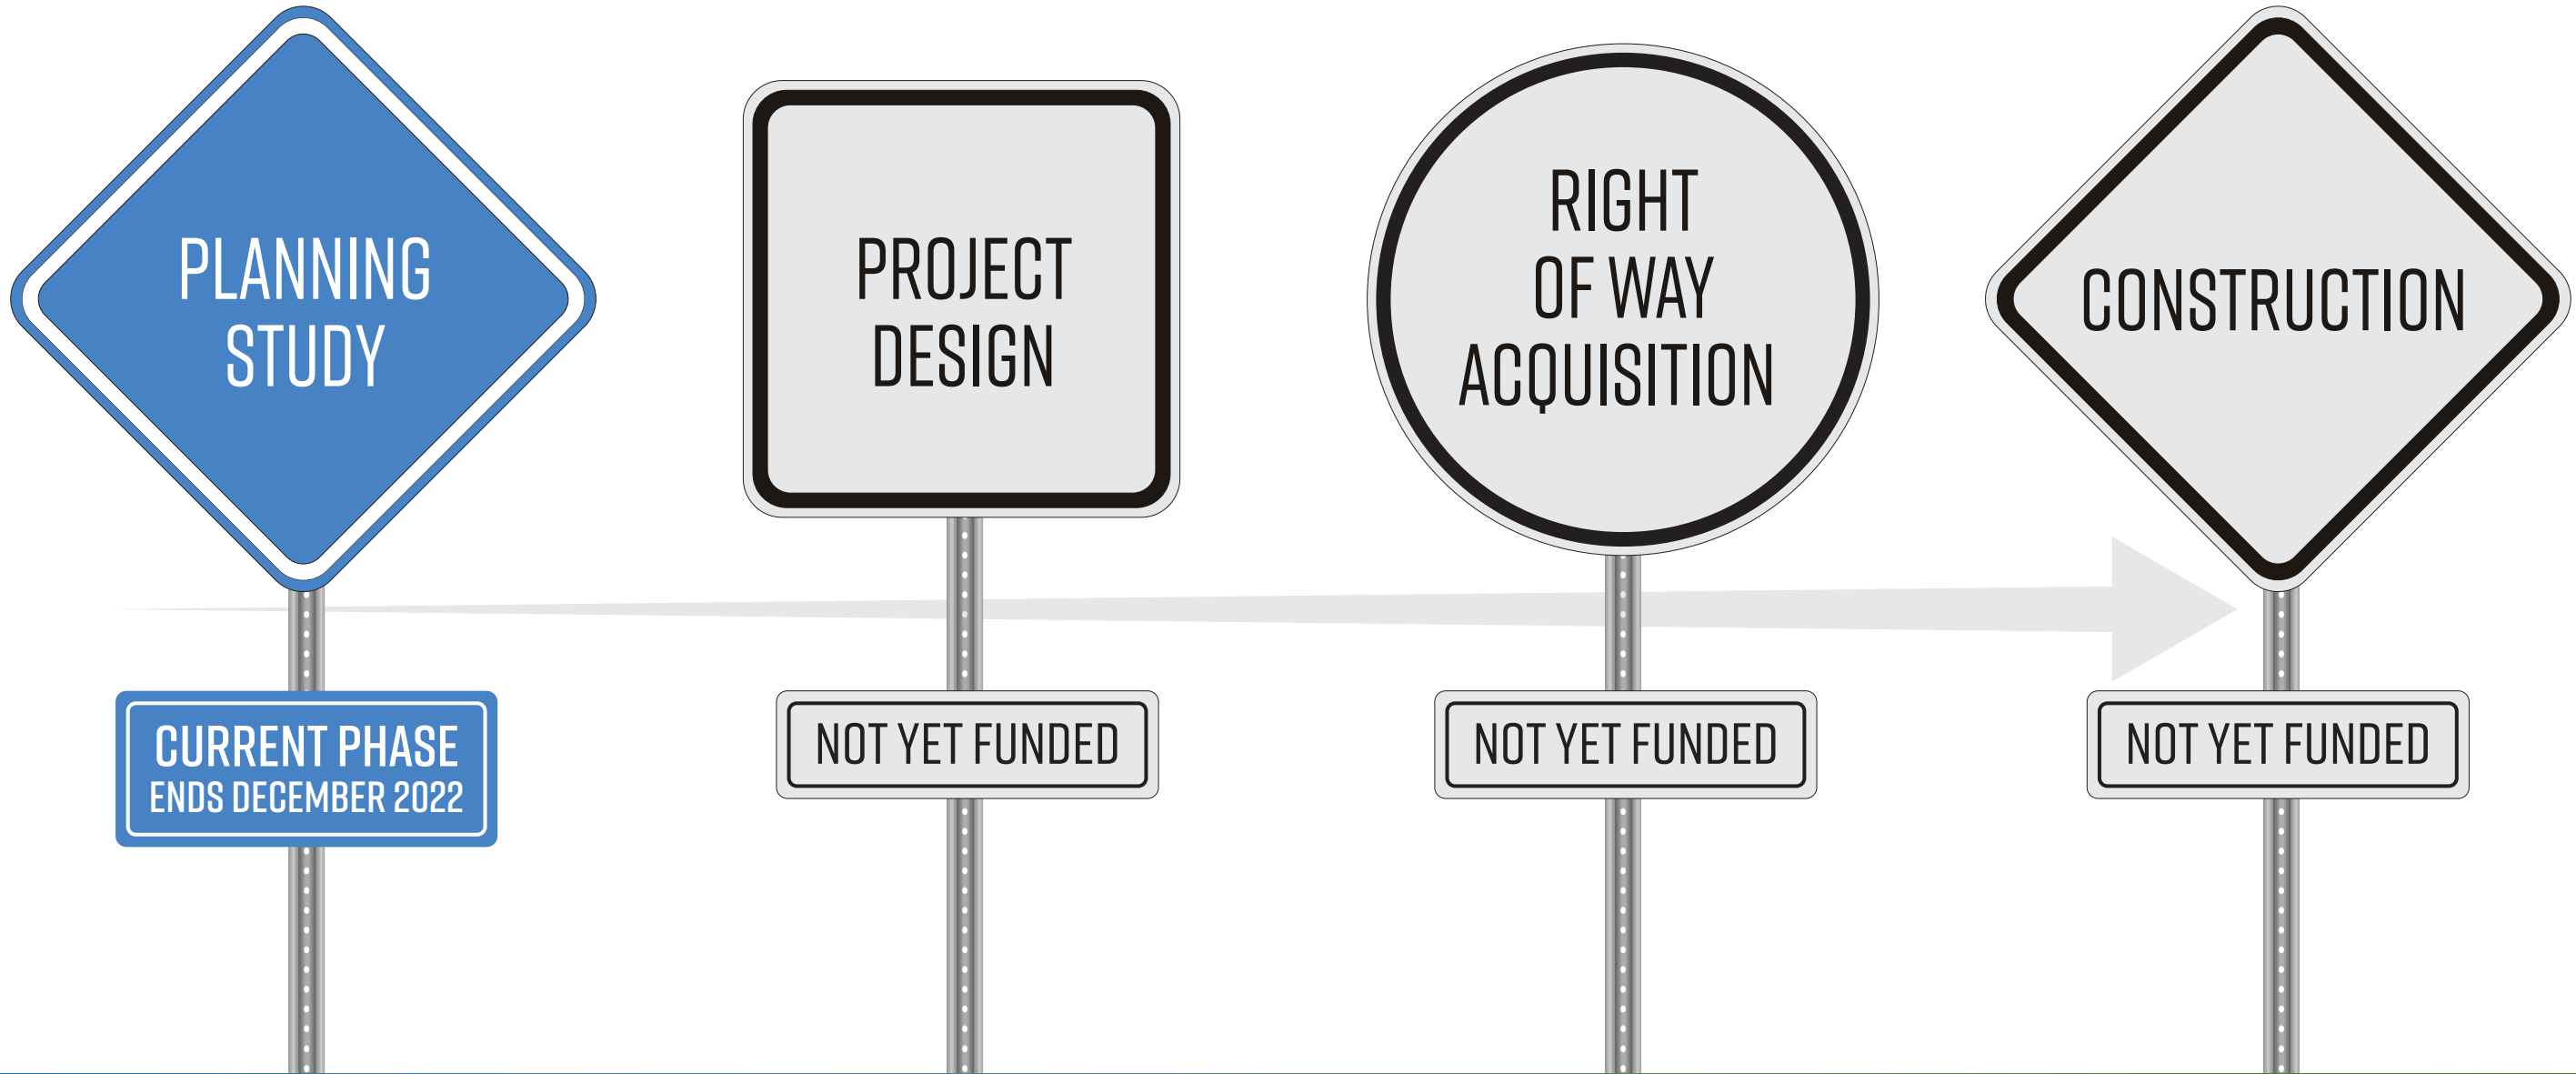 PLANNING
STUDY
CURRENT PHASE
ENDS DECEMBER 2022
PROJECT
DESIGN
NOT YET FUNDED
RIGHT
OF WAY
ACQUISITION
NOT YET FUNDED
CONSTRUCTION
NOT YET FUNDED